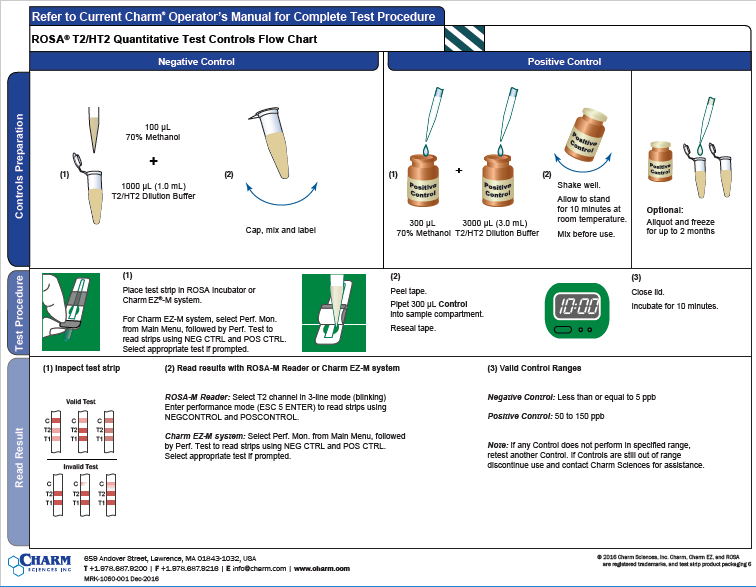 Refer to Current Charm® Operator's Manual for Complete Test Procedure
ROSA® T2/HT2 Quantitative Test Controls Flow Chart
Negative Control
Positive Control
Controls Preparation
100 µL
70% Methanol
+
(1)
1000 µL (1.0 mL)
T2/HT2 Dilution Buffer
(2)
Cap, mix and label
(1)
Positive
Control
+
Positive
Control
300 µL
70% Methanol
3000 µL (3.0 mL)
T2/HT2 Dilution Buffer
Positive
Control
(2)
Shake well.
Allow to stand
for 10 minutes at
room temperature.
Mix before use.
Positive
Control
Optional:
Aliquot and freeze
for up to 2 months
Test Procedure
(1)
Place test strip in ROSA Incubator or
Charm EZ®-M system.
For Charm EZ-M system, select Perf. Mon.
from Main Menu, followed by Perf. Test to
read strips using NEG CTRL and POS CTRL.
Select appropriate test if prompted.
(2)
Peel tape.
Pipet 300 µL Control
into sample compartment.
Reseal tape.
10:00
(3)
Close lid.
Incubate for 10 minutes.
Read Result
(1) Inspect test strip
Valid Test
C
T2
T1
C
T2
T1
C
T2
T1
Invalid Test
C
T2
T1
C
T2
T1
C
T2
T1
(2) Read results with ROSA-M Reader or Charm EZ-M system
ROSA-M Reader: Select T2 channel in 3-line mode (blinking)
Enter performance mode (ESC 5 ENTER) to read strips using
NEGCONTROL and POSCONTROL.
Charm EZ-M system: Select Perf. Mon. from Main Menu, followed
by Perf. Test to read strips using NEG CTRL and POS CTRL.
Select appropriate test if prompted.
(3) Valid Control Ranges
Negative Control: Less than or equal to 5 ppb
Positive Control: 50 to 150 ppb
Note: If any Control does not perform in specified range,
retest another Control. If Controls are still out of range
discontinue use and contact Charm Sciences for assistance.
CHARM
SCIENCES INC
659 Andover Street, Lawrence, MA 01843-1032, USA
T +1.978.687.9200 | F +1.978.687.9216 | E info@charm.com | www.charm.com
MRK-1060-001 Dec-2016
© 2016 Charm Sciences, Inc. Charm, Charm EZ, and ROSA
are registered trademarks, and test strip product packaging